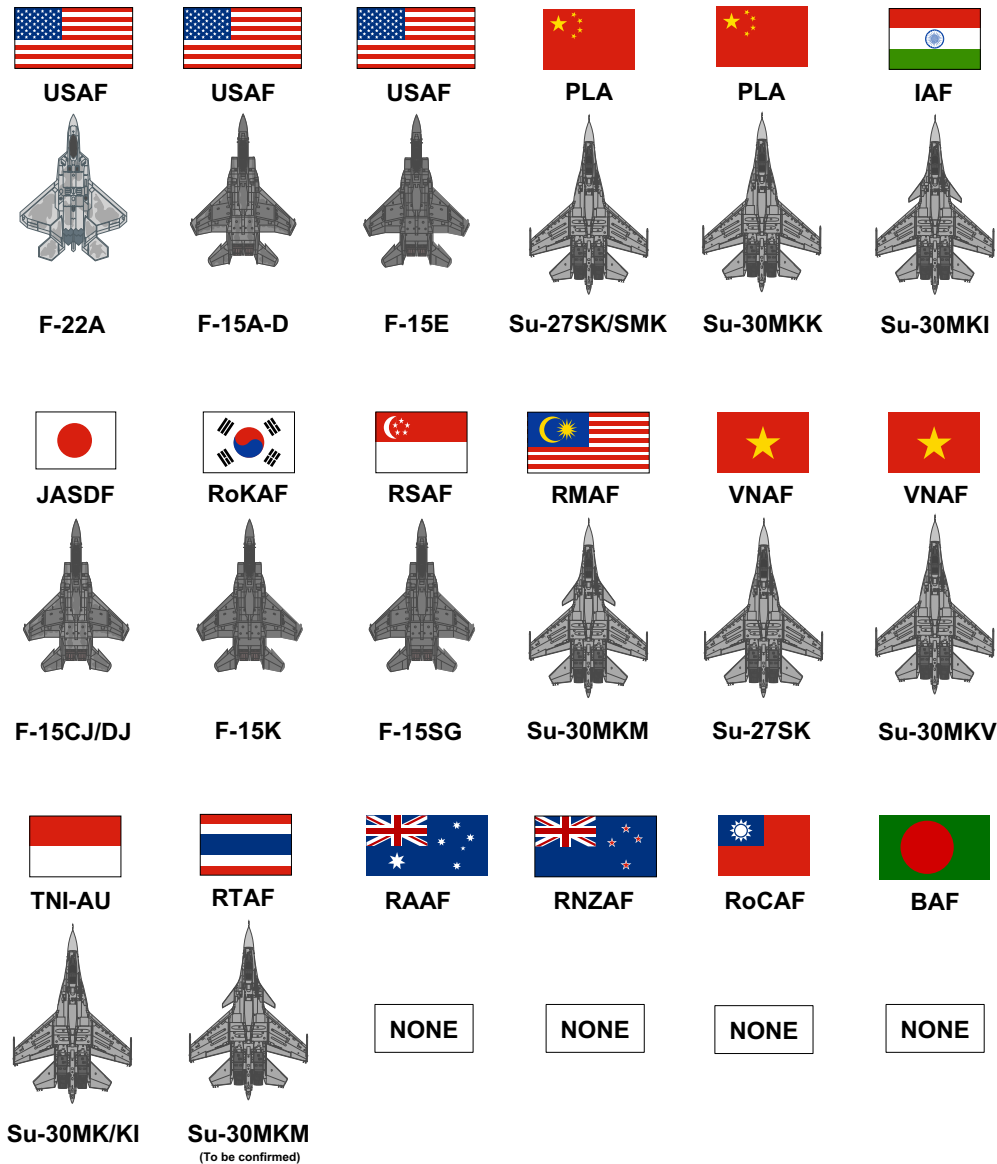 USAF USAF USAF PLA PLA IAF
F-22A F-15A-D F-15E Su-27SK/SMK Su-30MKK Su-30MKI
JASDF RoKAF RSAF RMAF VNAF VNAF
F-15CJ/DJ F-15K F-15SG Su-30MKM Su-27SK Su-30MKV
TNI-AU RTAF RAAF RNZAF RoCAF BAF
NONE NONE NONE NONE
Su-30MK/KI Su-30MKM
(To be confirmed)